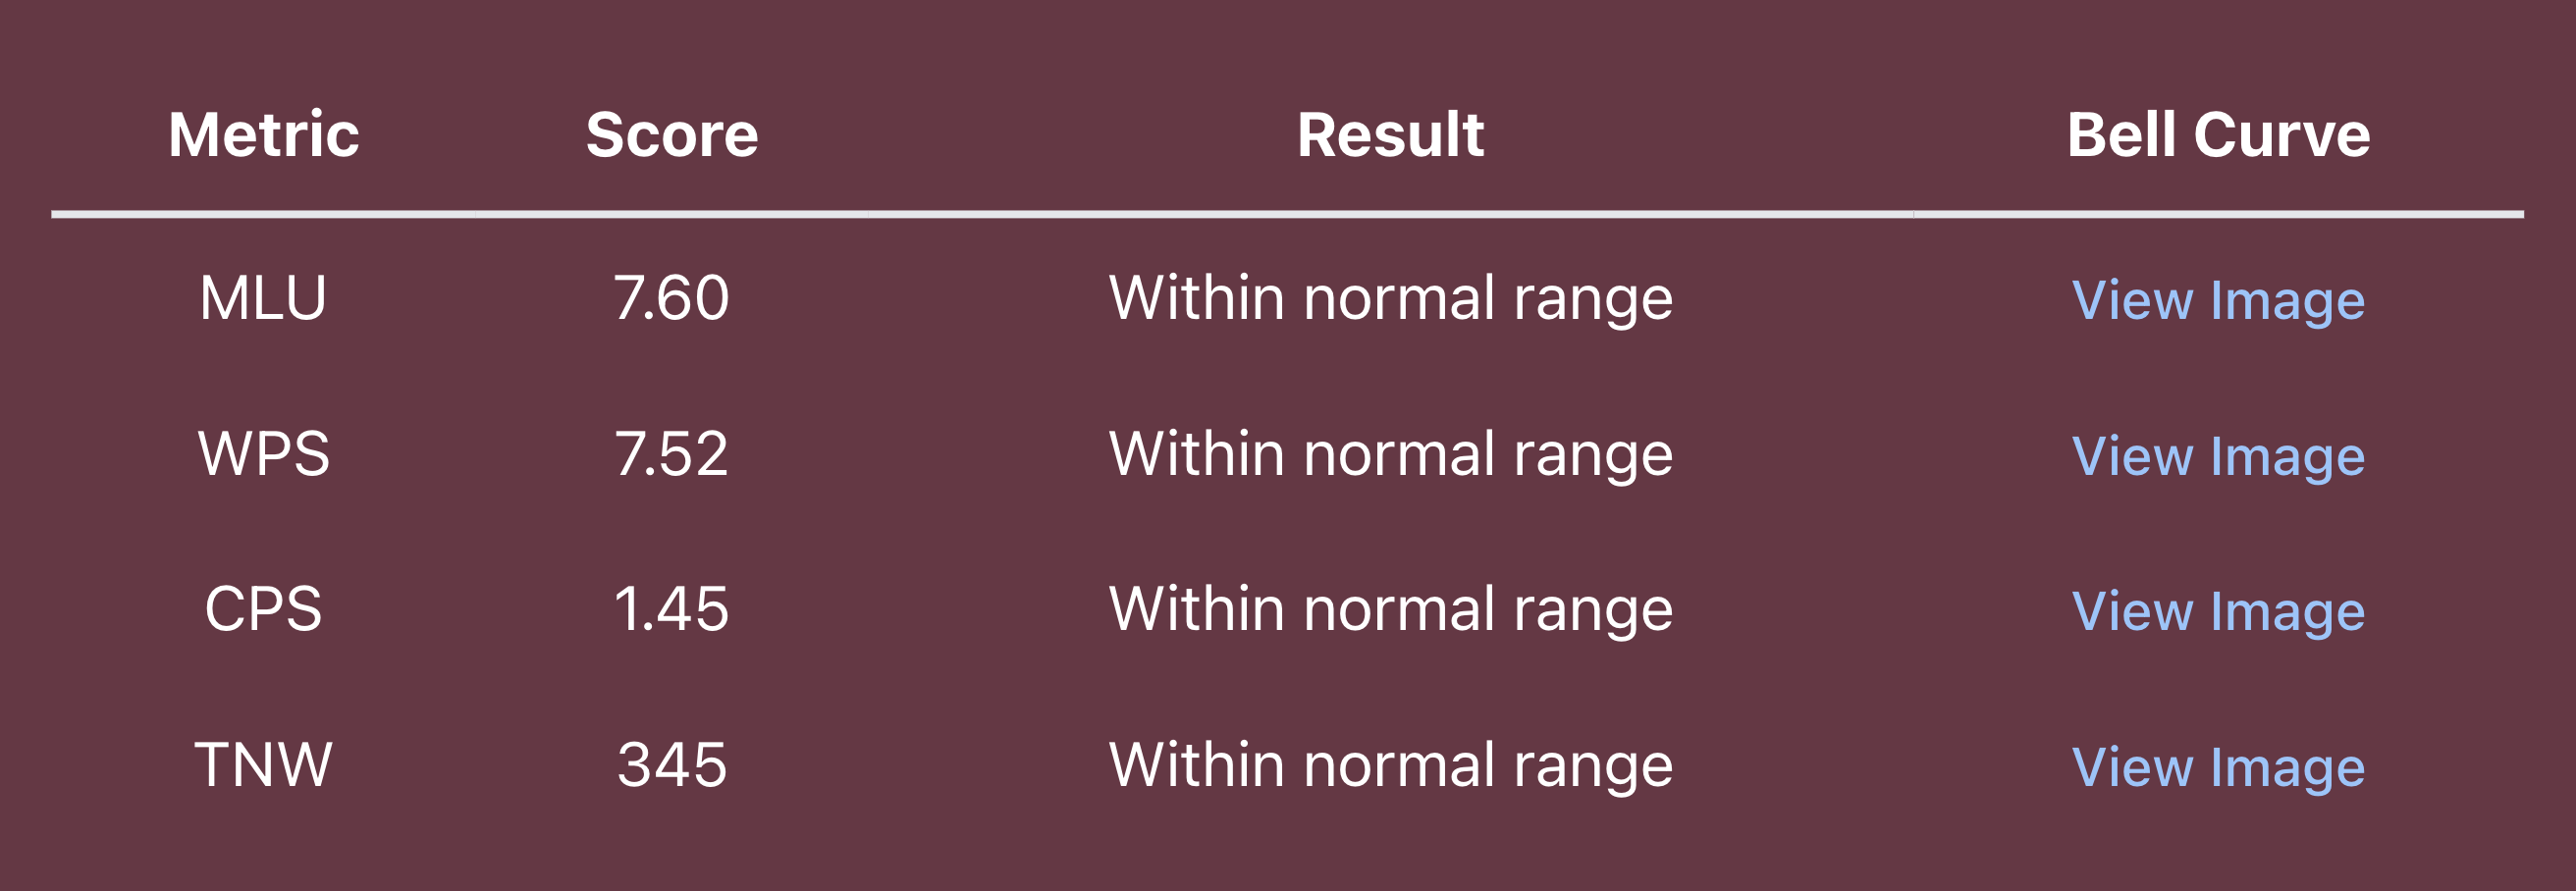 Metric Score Result Bell Curve
MLU 7.60 Within normal range View Image
WPS 7.52 Within normal range View Image
CPS 1.45 Within normal range View Image
TNW 345 Within normal range View Image